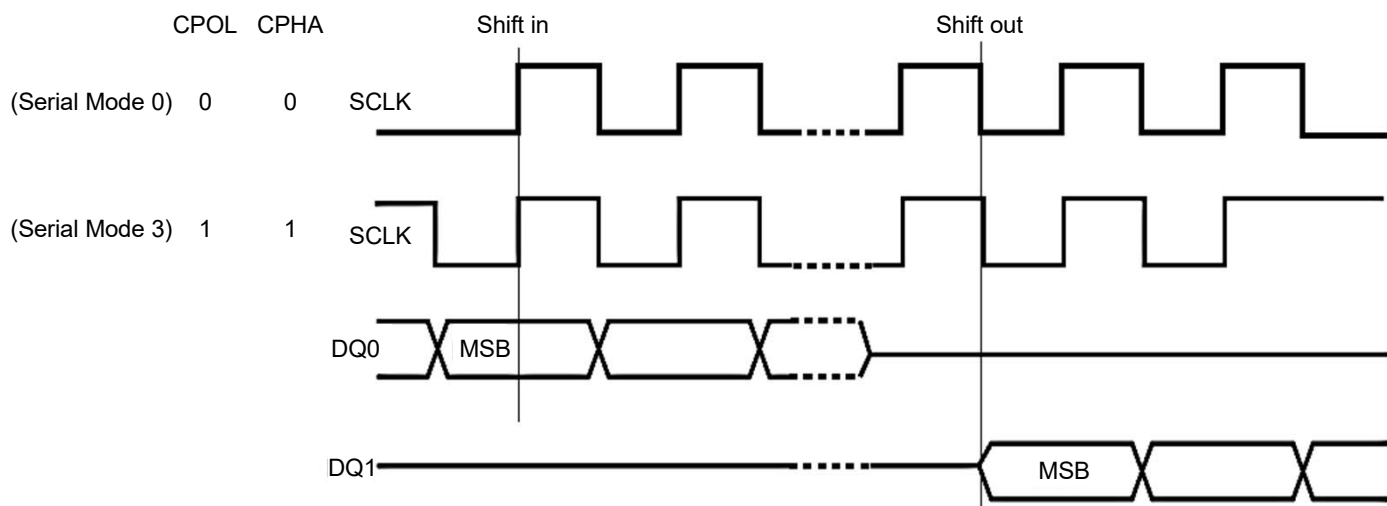 CPOL CPHA Shift in Shift out
(Serial Mode 0) 0 0 SCLK
(Serial Mode 3) 1 1 SCLK
DQ0 MSB
DQ1 MSB